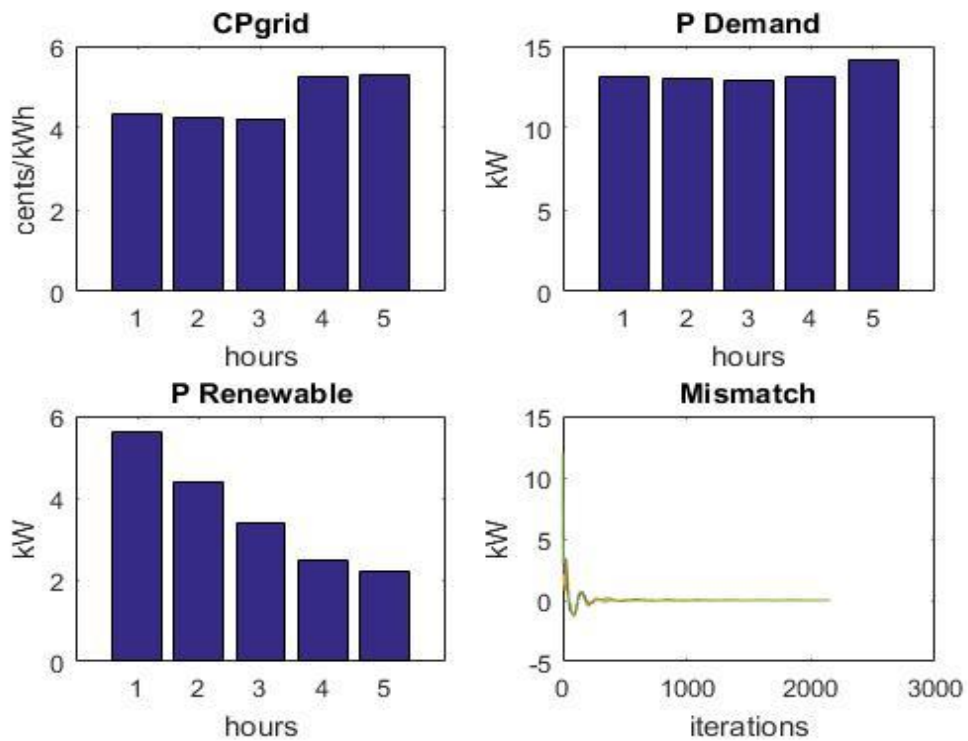 CPgrid
6
4
2
0
cents/kWh
1 2 3 4 5
hours
P Demand
15
10
5
0
kW
1 2 3 4 5
hours
P Renewable
6
4
2
0
kW
1 2 3 4 5
hours
Mismatch
15
10
5
0
-5
kW
0 1000 2000 3000
iterations